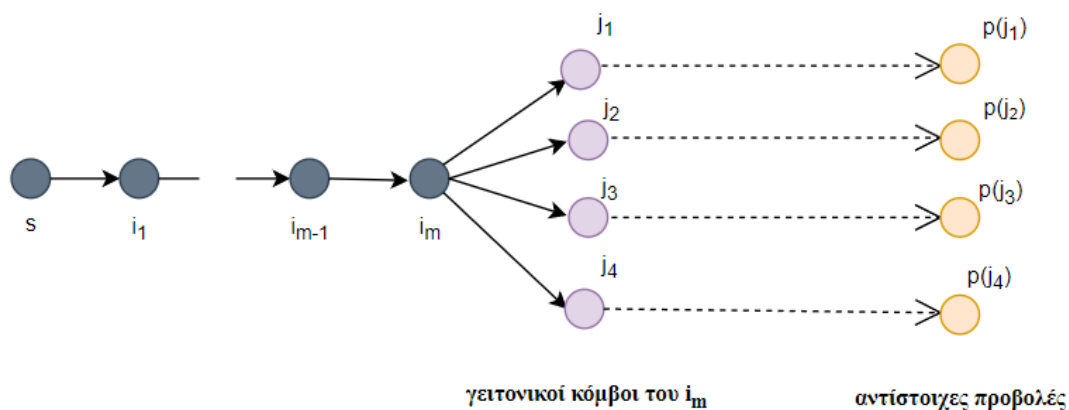 j₁ p(j₁)
j₂ p(j₂)
s i₁ iₘ₋₁ iₘ j₃ p(j₃)
j₄ p(j₄)
γειτονικοί κόμβοι του iₘ αντίστοιχες προβολές